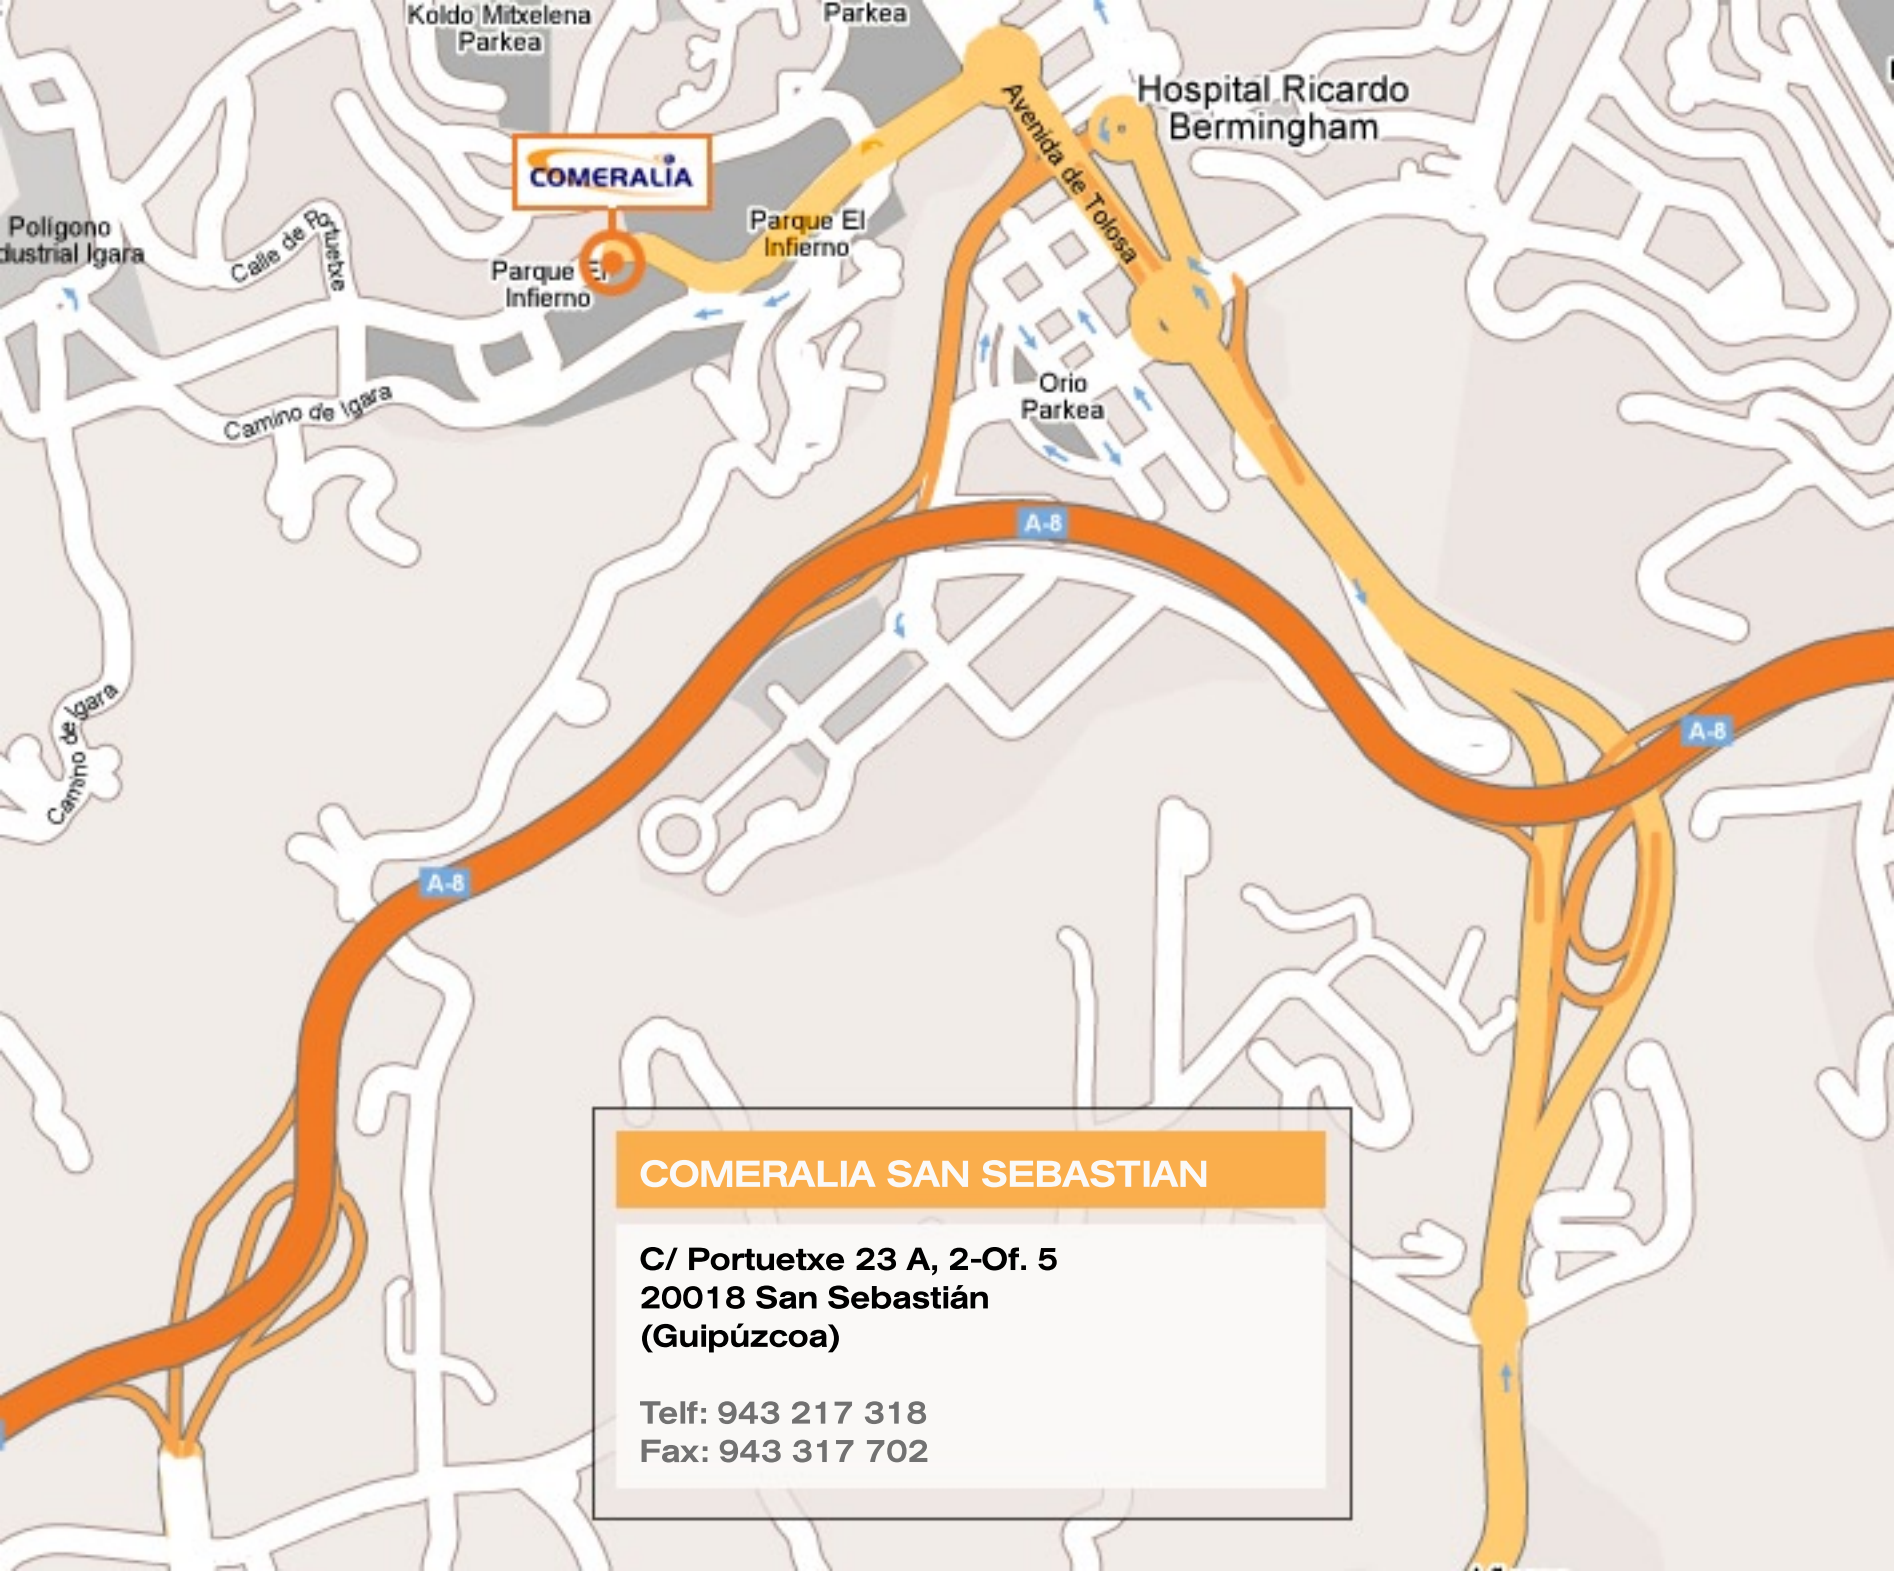 Koldo Mitxelena
Parkea
Parkea
Hospital Ricardo
Bermingham
Avenida de Tolosa
COMERALIA
Polígono
dustrial Igara
Calle de Portuetxe
Parque El
Infierno
Parque El
Infierno
Orio
Parkea
Camino de Igara
A-8
Camino de Igara
A-8
A-8
COMERALIA SAN SEBASTIAN
C/ Portuetxe 23 A, 2-Of. 5
20018 San Sebastián
(Guipúzcoa)
Telf: 943 217 318
Fax: 943 317 702